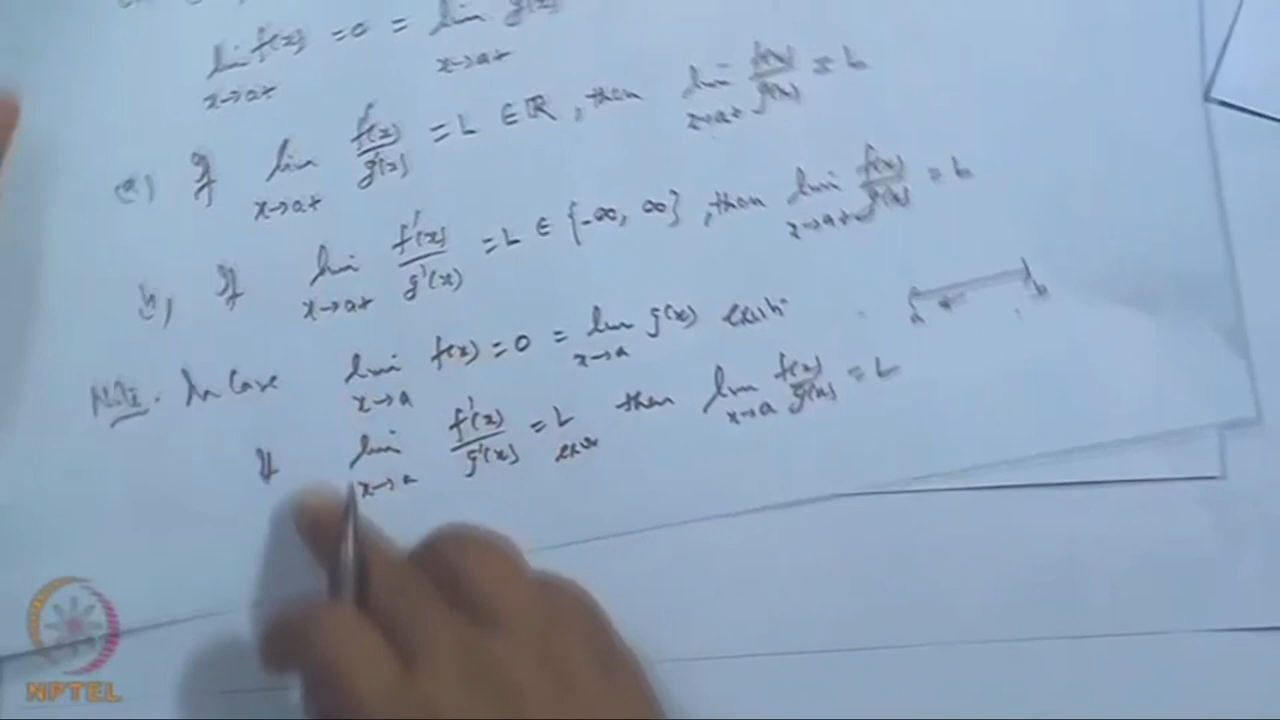 lim x→a+ f(x) = 0 = lim x→a+ g(x)
(a) If lim x→a+ f'(x)/g'(x) = L ∈ ℝ, then lim x→a+ f(x)/g(x) = L
b) If lim x→a+ f'(x)/g'(x) = L ∈ {-∞, ∞}, then lim x→a+ f(x)/g(x) = L
Note. In Case lim x→a f(x) = 0 = lim x→a g(x) exist
a b
If lim x→a f'(x)/g'(x) = L exist then lim x→a f(x)/g(x) = L
NPTEL